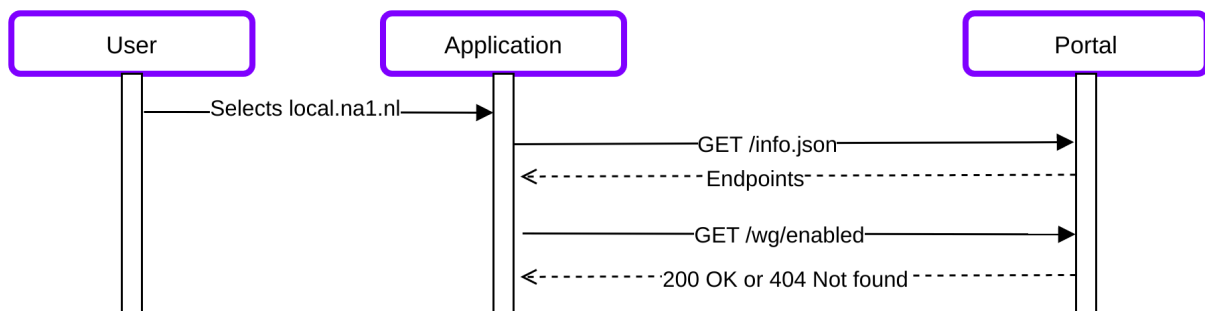 User
Application
Portal
Selects local.na1.nl
GET /info.json
Endpoints
GET /wg/enabled
200 OK or 404 Not found